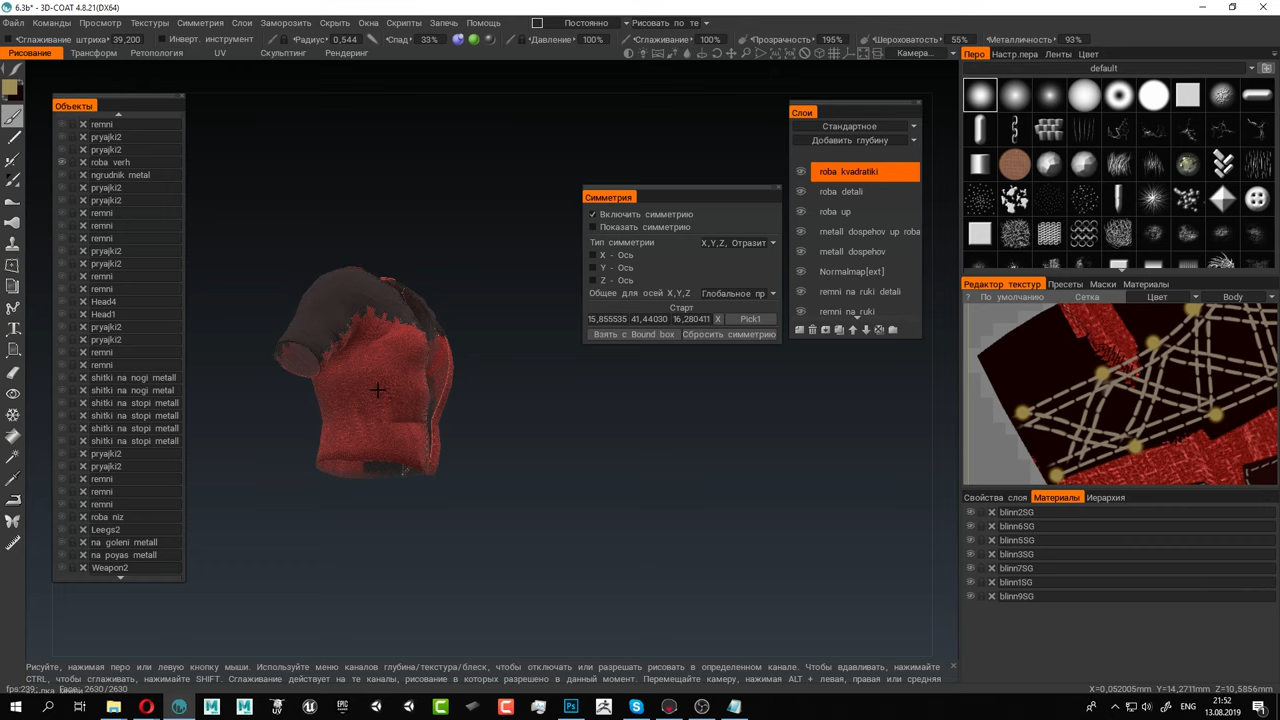 6.3b* - 3D-COAT 4.8.21(DX64)
Файл Команды Просмотр Текстуры Симметрия Слои Заморозить Скрыть Окна Скрипты Запечь Помощь Постоянно Рисовать по те
Сглаживание штриха 39,200 Инверт. инструмент Радиус 0,544 Спад 33% Давление 100% Сглаживание 100% Прозрачность 195% Шероховатость 55% Металличность 93%
Рисование Трансформ Ретопология UV Скульптинг Рендеринг Камера...
Перо Настр.пера Ленты Цвет
default
Объекты
remni
pryajki2
pryajki2
roba verh
ngrudnik metal
pryajki2
pryajki2
remni
remni
remni
pryajki2
pryajki2
remni
remni
Head4
Head1
pryajki2
pryajki2
remni
remni
shitki na nogi metall
shitki na nogi metal
shitki na stopi metall
shitki na stopi metall
shitki na stopi metall
shitki na stopi metall
pryajki2
pryajki2
remni
remni
remni
roba niz
Leegs2
na goleni metall
na poyas metall
Weapon2
Симметрия
Включить симметрию
Показать симметрию
Тип симметрии X,Y,Z, Отразит
X - Ось
Y - Ось
Z - Ось
Общее для осей X,Y,Z Глобальное пр
Старт
15,855535 41,44030 16,280411 X Pick1
Взять с Bound box Сбросить симметрию
Слои
Стандартное
Добавить глубину
roba kvadratiki
roba detali
roba up
metall dospehov up roba
metall dospehov
Normalmap[ext]
remni na ruki detali
remni na ruki
Редактор текстур Пресеты Маски Материалы
? По умолчанию Сетка Цвет Body
Свойства слоя Материалы Иерархия
blinn2SG
blinn6SG
blinn5SG
blinn3SG
blinn7SG
blinn1SG
blinn9SG
Рисуйте, нажимая перо или левую кнопку мыши. Используйте меню каналов глубина/текстура/блеск, чтобы отключить или разрешать рисовать в определенном канале. Чтобы вдавливать, нажимайте
CTRL, чтобы сглаживать, нажимайте SHIFT. Сглаживание действует на те каналы, рисование в которых разрешено в данный момент. Перемещайте камеру, нажимая ALT + левая, правая или средняя
fps:239
2630/2630
X=0,052005mm Y=14,2711mm Z=10,5856mm
ENG 21:52
13.08.2019